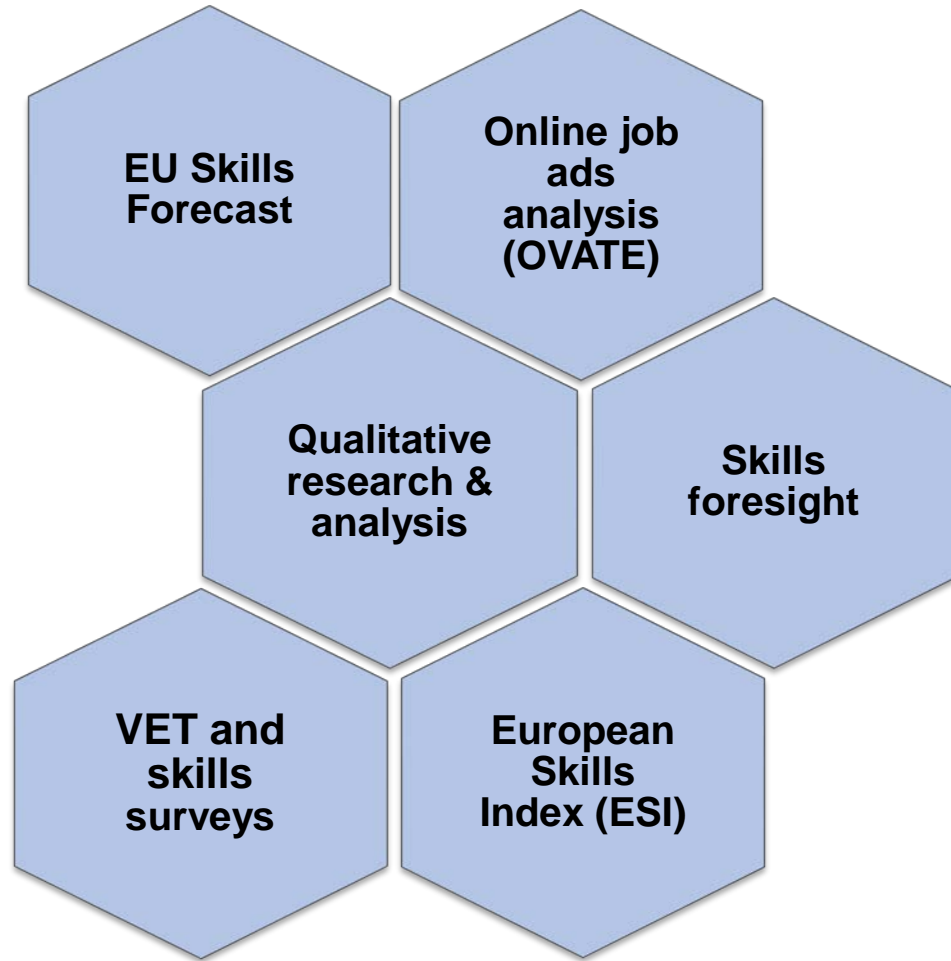 EU Skills
Forecast
Online job
ads
analysis
(OVATE)
Qualitative
research &
analysis
Skills
foresight
VET and
skills
surveys
European
Skills
Index (ESI)